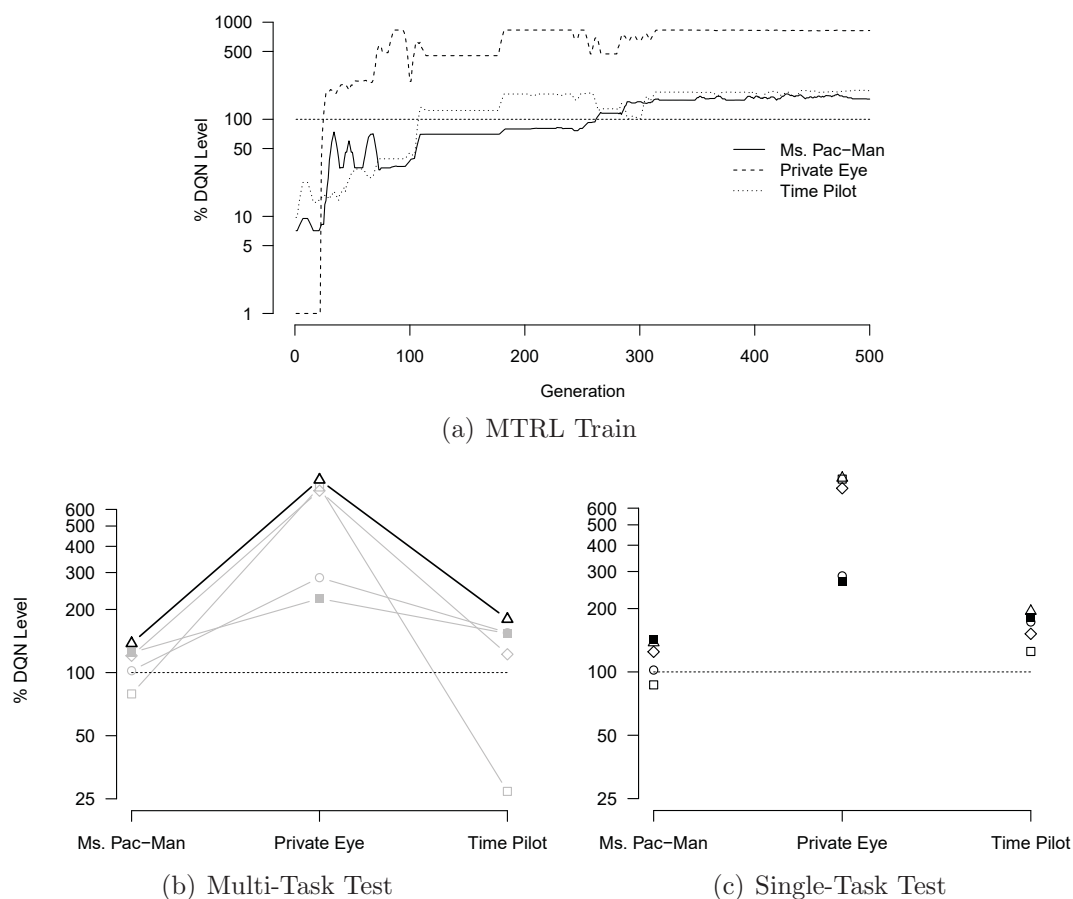 1000
500
100
50
10
5
1
% DQN Level
Ms. Pac−Man
Private Eye
Time Pilot
0 100 200 300 400 500
Generation
(a) MTRL Train
600
500
400
300
200
100
50
25
% DQN Level
Ms. Pac−Man Private Eye Time Pilot
(b) Multi-Task Test
600
500
400
300
200
100
50
25
Ms. Pac−Man Private Eye Time Pilot
(c) Single-Task Test